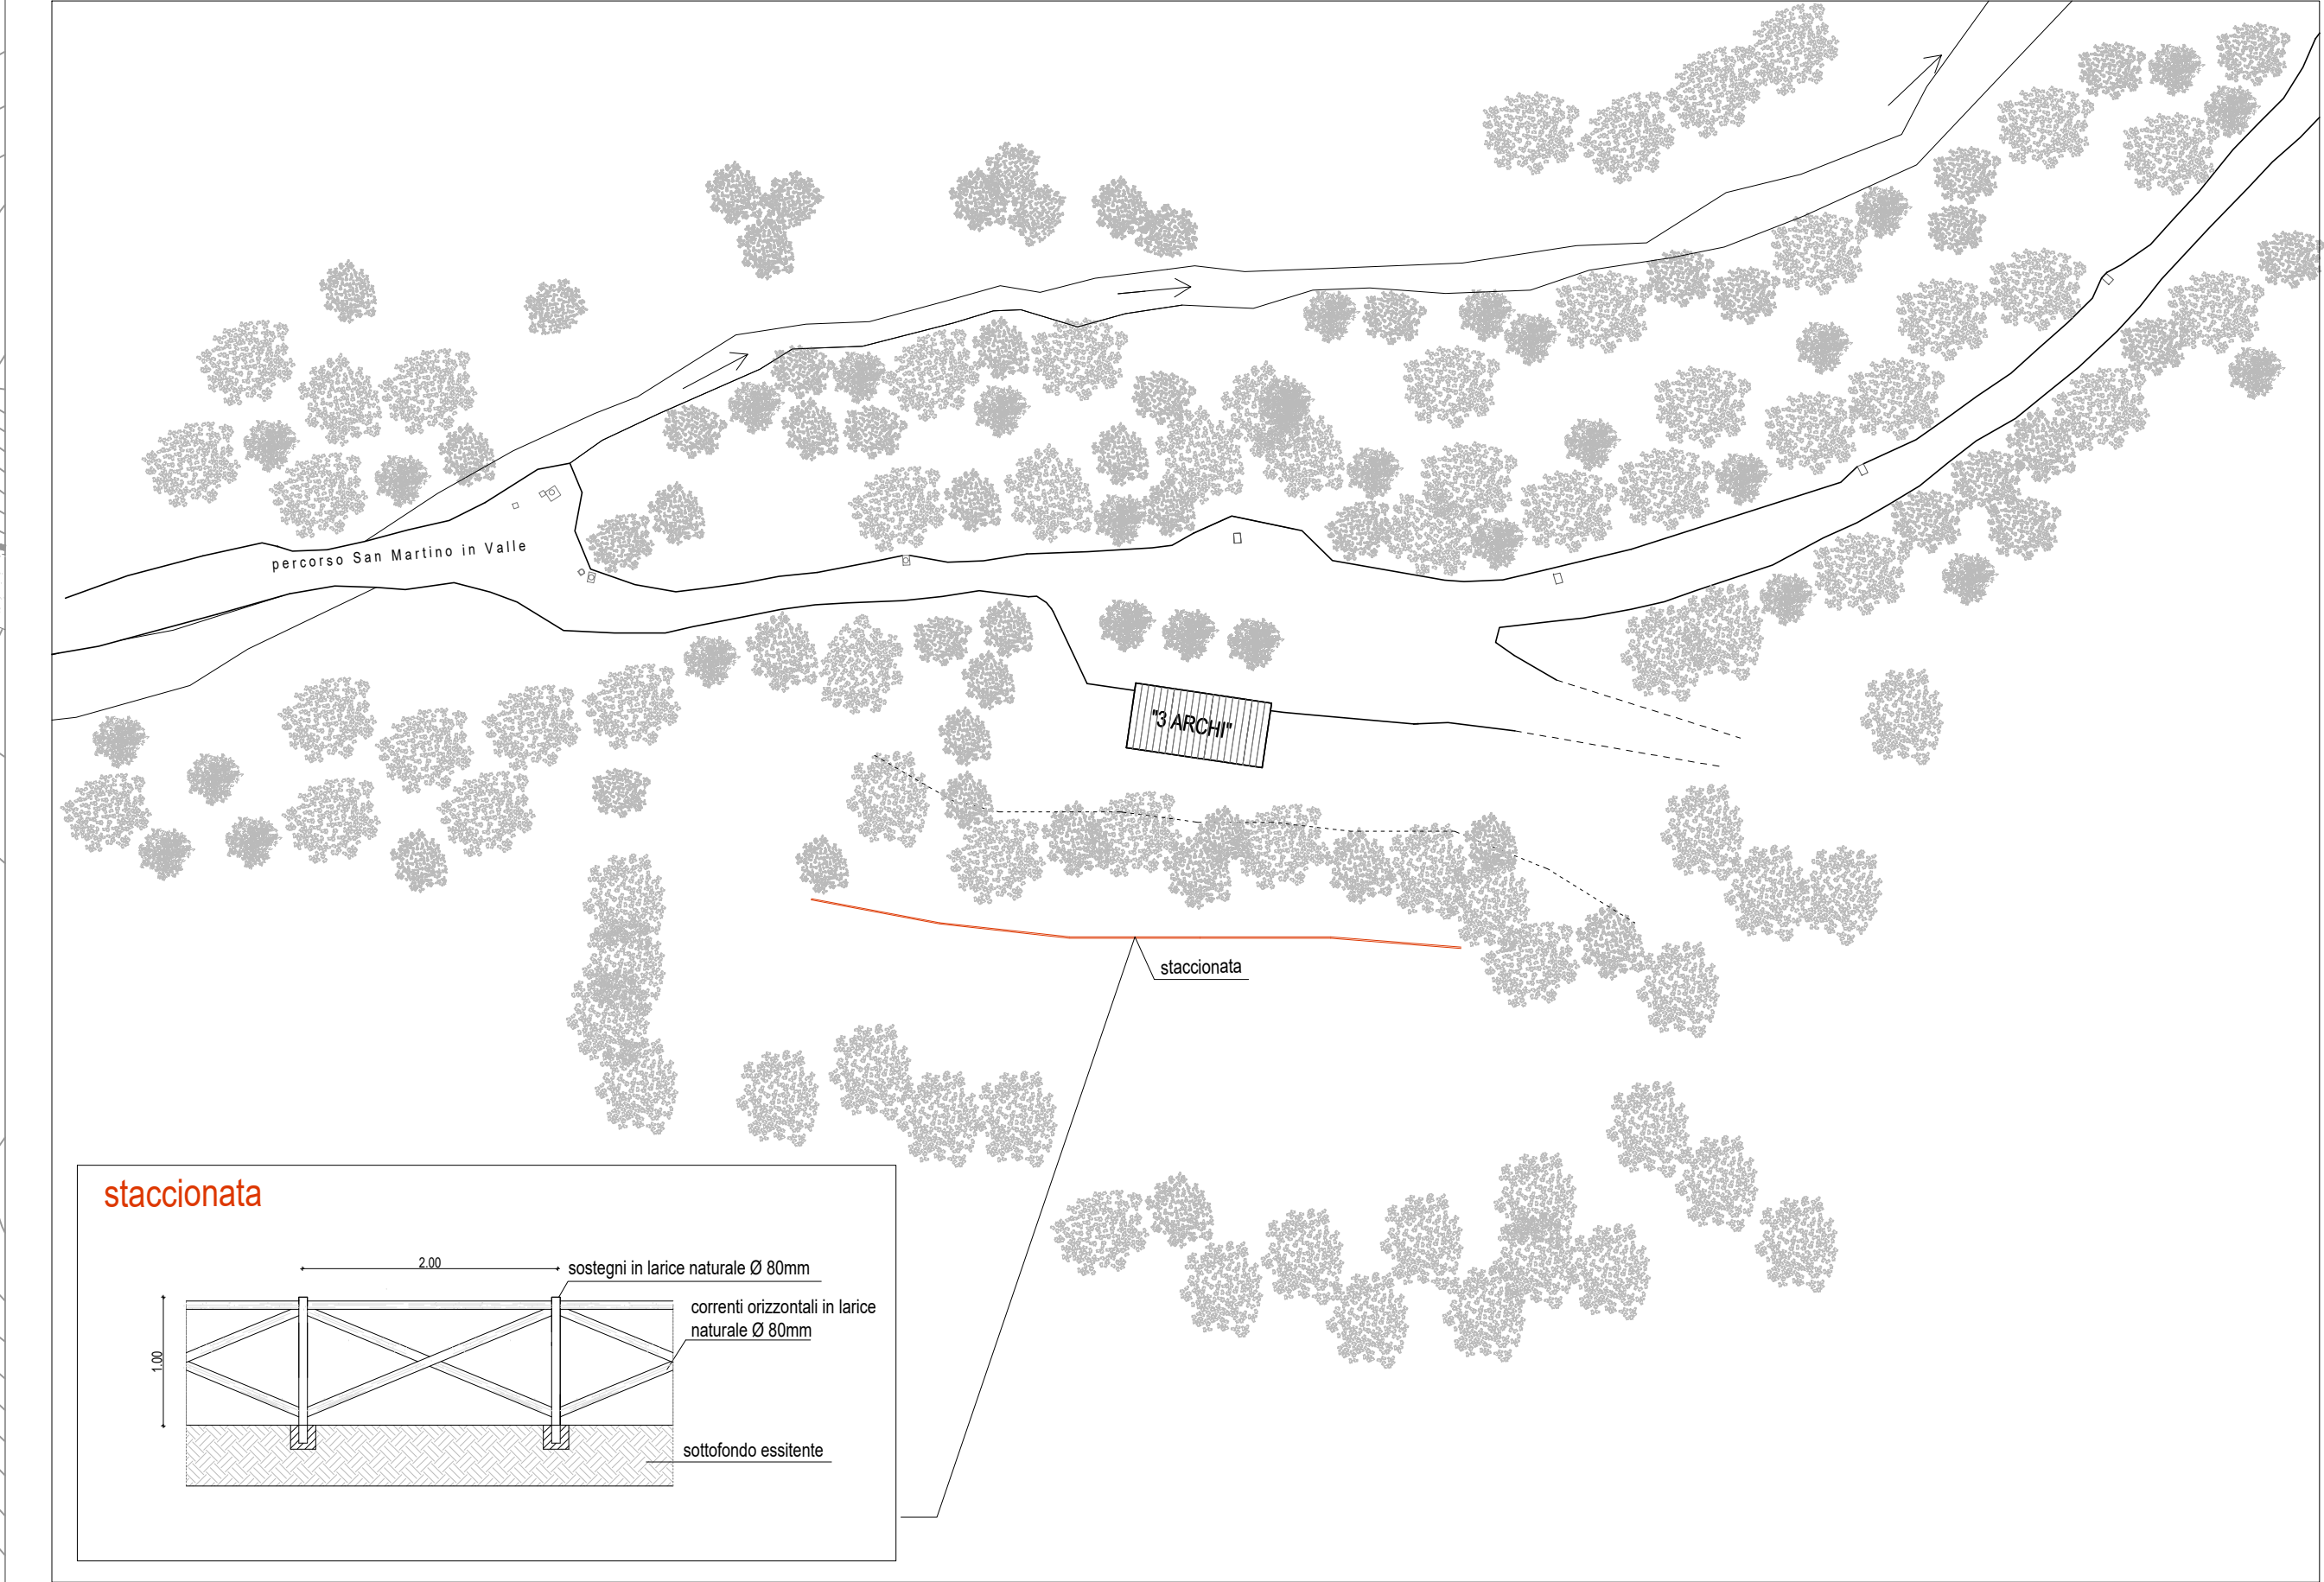 percorso San Martino in Valle
"3 ARCHI"
staccionata
staccionata
2.00
sostegni in larice naturale Ø 80mm
correnti orizzontali in larice
naturale Ø 80mm
1.00
sottofondo essitente